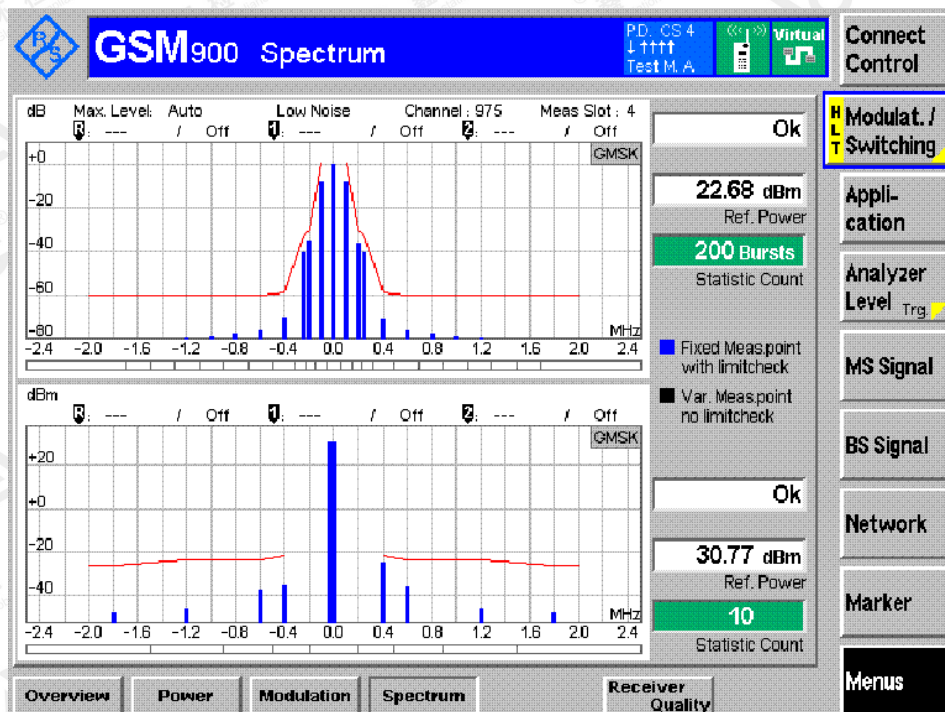 R/S
GSM900 Spectrum
P.D. CS 4
↓↑↑↑↑
Test M. A.
Virtual
Connect
Control
dB Max. Level: Auto Low Noise Channel : 975 Meas Slot : 4
R: --- / Off 1: --- / Off 2: --- / Off
GMSK
+0
-20
-40
-60
-80
MHz
-2.4 -2.0 -1.6 -1.2 -0.8 -0.4 0.0 0.4 0.8 1.2 1.6 2.0 2.4
Ok
22.68 dBm
Ref. Power
200 Bursts
Statistic Count
Fixed Meas.point
with limitcheck
Var. Meas.point
no limitcheck
dBm
R: --- / Off 1: --- / Off 2: --- / Off
GMSK
+20
+0
-20
-40
MHz
-2.4 -2.0 -1.6 -1.2 -0.8 -0.4 0.0 0.4 0.8 1.2 1.6 2.0 2.4
Ok
30.77 dBm
Ref. Power
10
Statistic Count
HLT
Modulat. /
Switching
Appli-
cation
Analyzer
Level Trg.
MS Signal
BS Signal
Network
Marker
Menus
Overview
Power
Modulation
Spectrum
Receiver
Quality